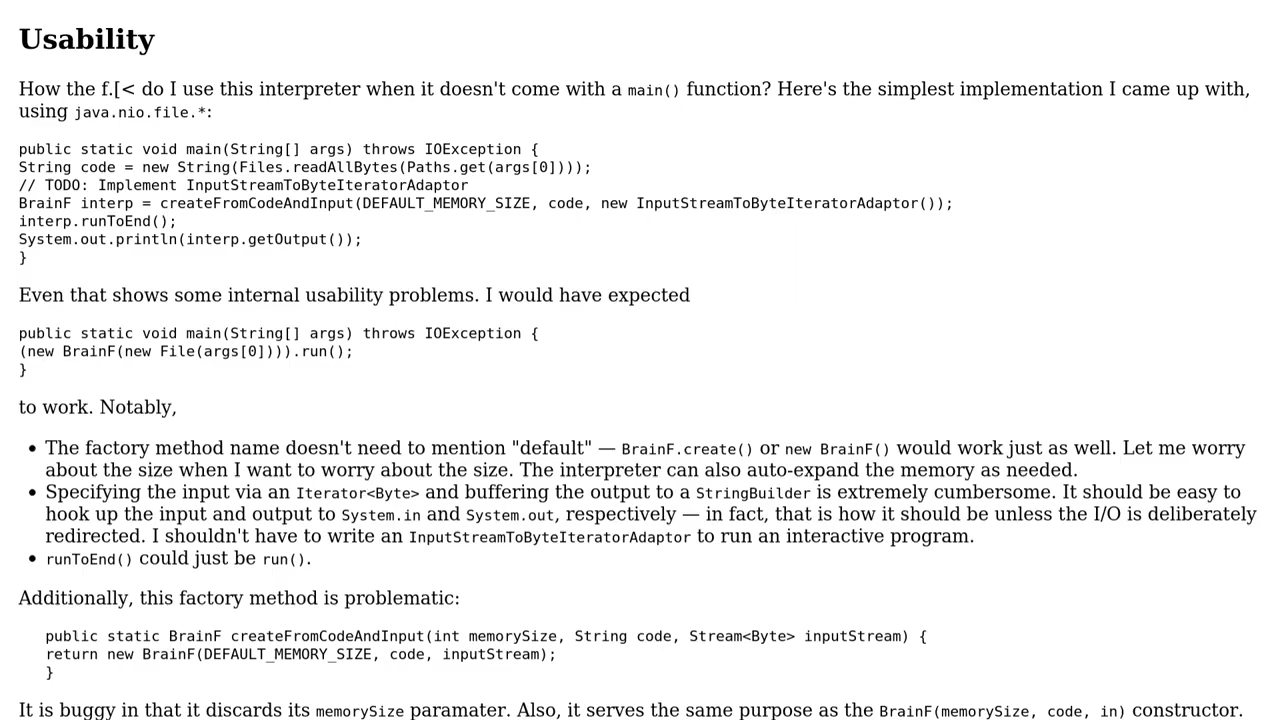 Usability
How the f.[< do I use this interpreter when it doesn't come with a main() function? Here's the simplest implementation I came up with,
using java.nio.file.*:
public static void main(String[] args) throws IOException {
String code = new String(Files.readAllBytes(Paths.get(args[0])));
// TODO: Implement InputStreamToByteIteratorAdaptor
BrainF interp = createFromCodeAndInput(DEFAULT_MEMORY_SIZE, code, new InputStreamToByteIteratorAdaptor());
interp.runToEnd();
System.out.println(interp.getOutput());
}
Even that shows some internal usability problems. I would have expected
public static void main(String[] args) throws IOException {
(new BrainF(new File(args[0]))).run();
}
to work. Notably,
• The factory method name doesn't need to mention "default" — BrainF.create() or new BrainF() would work just as well. Let me worry
about the size when I want to worry about the size. The interpreter can also auto-expand the memory as needed.
• Specifying the input via an Iterator<Byte> and buffering the output to a StringBuilder is extremely cumbersome. It should be easy to
hook up the input and output to System.in and System.out, respectively — in fact, that is how it should be unless the I/O is deliberately
redirected. I shouldn't have to write an InputStreamToByteIteratorAdaptor to run an interactive program.
• runToEnd() could just be run().
Additionally, this factory method is problematic:
public static BrainF createFromCodeAndInput(int memorySize, String code, Stream<Byte> inputStream) {
return new BrainF(DEFAULT_MEMORY_SIZE, code, inputStream);
}
It is buggy in that it discards its memorySize paramater. Also, it serves the same purpose as the BrainF(memorySize, code, in) constructor.